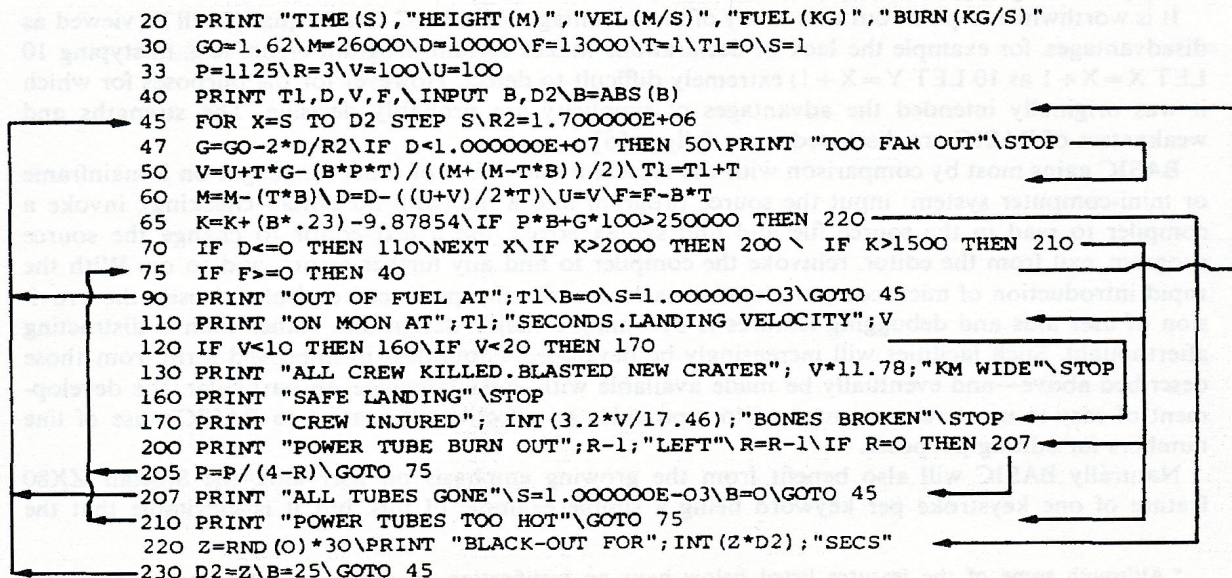 20 PRINT "TIME(S)","HEIGHT(M)","VEL(M/S)","FUEL(KG)","BURN(KG/S)"
30 GO=1.62\M=26000\D=10000\F=13000\T=1\T1=0\S=1
33 P=1125\R=3\V=100\U=100
40 PRINT T1,D,V,F,\INPUT B,D2\B=ABS(B)
45 FOR X=S TO D2 STEP S\R2=1.700000E+06
47 G=GO-2*D/R2\IF D<1.000000E+07 THEN 50\PRINT "TOO FAR OUT"\STOP
50 V=U+T*G-(B*P*T)/((M+(M-T*B))/2)\T1=T1+T
60 M=M-(T*B)\ D=D-((U+V)/2*T)\ U=V\F=F-B*T
65 K=K+(B*.23)-9.87854\IF P*B+G*100>250000 THEN 220
70 IF D<=0 THEN 110\NEXT X\IF K>2000 THEN 200 \ IF K>1500 THEN 210
75 IF F>=0 THEN 40
90 PRINT "OUT OF FUEL AT";T1\B=0\S=1.000000-03\GOTO 45
110 PRINT "ON MOON AT";T1;"SECONDS.LANDING VELOCITY";V
120 IF V<10 THEN 160\IF V<20 THEN 170
130 PRINT "ALL CREW KILLED.BLASTED NEW CRATER"; V*11.78;"KM WIDE"\STOP
160 PRINT "SAFE LANDING"\STOP
170 PRINT "CREW INJURED"; INT(3.2*V/17.46); "BONES BROKEN"\STOP
200 PRINT "POWER TUBE BURN OUT";R-1;"LEFT"\R=R-1\IF R=0 THEN 207
205 P=P/(4-R)\GOTO 75
207 PRINT "ALL TUBES GONE"\S=1.000000E-03\B=0\GOTO 45
210 PRINT "POWER TUBES TOO HOT"\GOTO 75
220 Z=RND(0)*30\PRINT "BLACK-OUT FOR";INT(Z*D2);"SECS"
230 D2=Z\B=25\GOTO 45